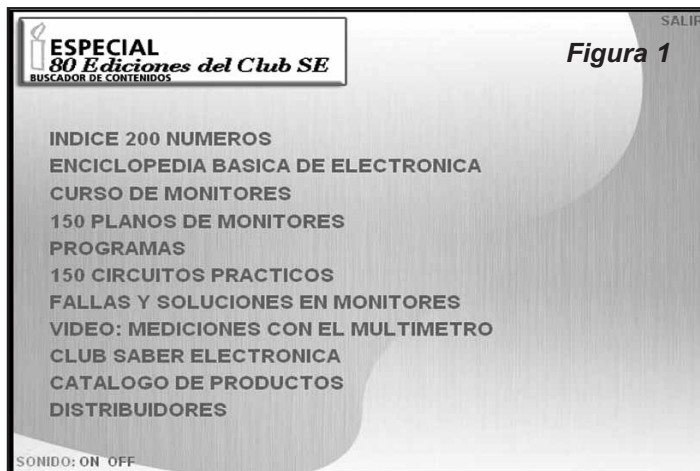 SALIR
ESPECIAL
80 Ediciones del Club SE
BUSCADOR DE CONTENIDOS
Figura 1
INDICE 200 NUMEROS
ENCICLOPEDIA BASICA DE ELECTRONICA
CURSO DE MONITORES
150 PLANOS DE MONITORES
PROGRAMAS
150 CIRCUITOS PRACTICOS
FALLAS Y SOLUCIONES EN MONITORES
VIDEO: MEDICIONES CON EL MULTIMETRO
CLUB SABER ELECTRONICA
CATALOGO DE PRODUCTOS
DISTRIBUIDORES
SONIDO: ON OFF